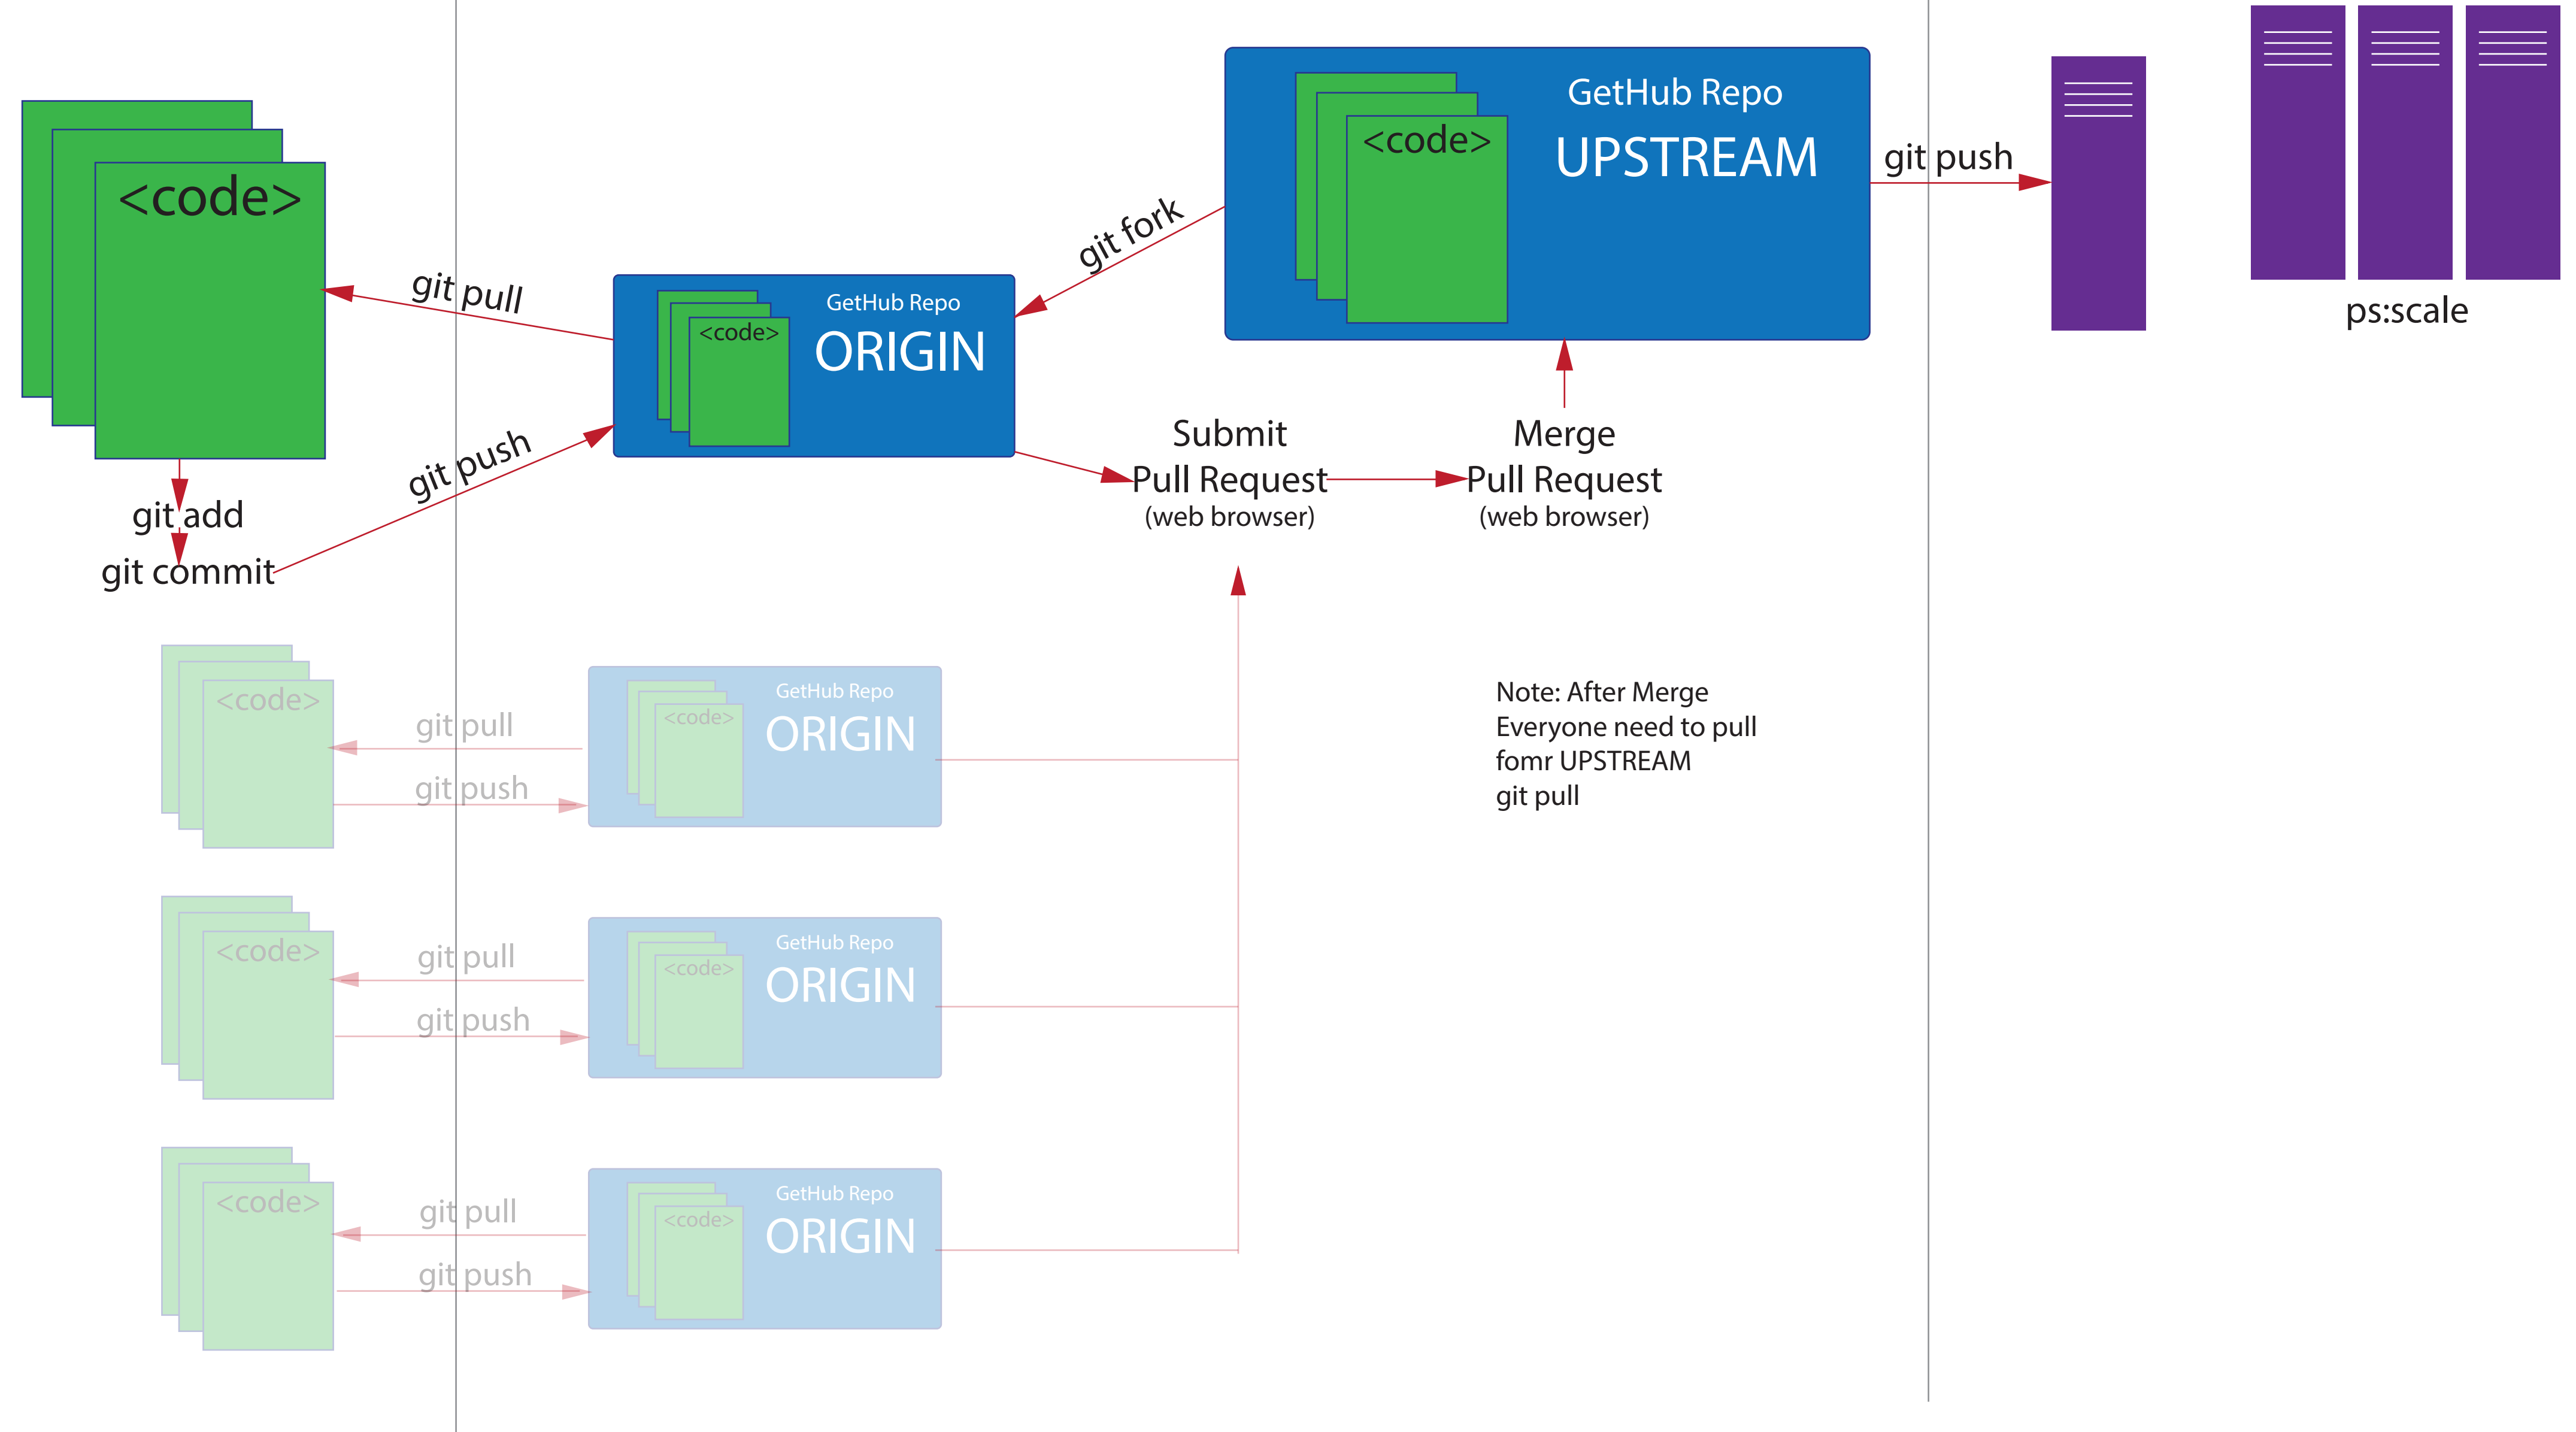 GetHub Repo
UPSTREAM
<code>
git push
ps:scale
<code>
git fork
git pull
GetHub Repo
ORIGIN
<code>
git push
git add
git commit
Submit
Pull Request
(web browser)
Merge
Pull Request
(web browser)
<code>
git pull
git push
GetHub Repo
ORIGIN
<code>
Note: After Merge
Everyone need to pull
fomr UPSTREAM
git pull
<code>
git pull
git push
GetHub Repo
ORIGIN
<code>
<code>
git pull
git push
GetHub Repo
ORIGIN
<code>